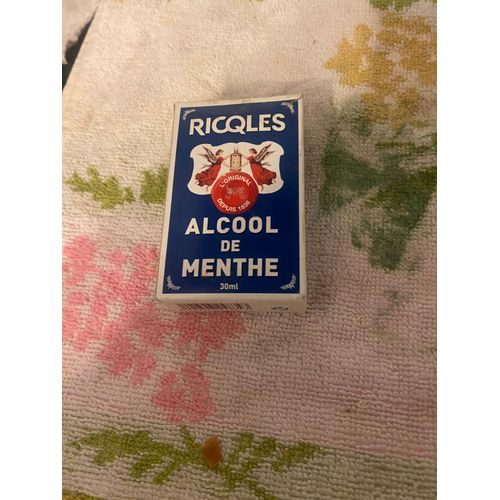 RICQLES
L'ORIGINAL
DEPUIS 1838
ALCOOL
DE
MENTHE
30ml